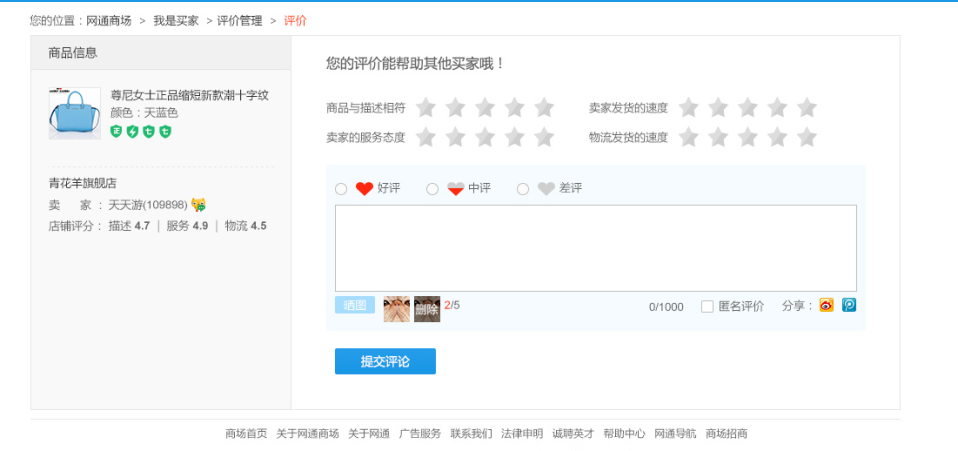 您的位置：网通商场 > 我是买家 > 评价管理 > 评价
商品信息
尊尼女士正品缩短新款潮十字纹
颜色：天蓝色
青花羊旗舰店
卖 家 ：天天游(109898)
店铺评分：描述 4.7 | 服务 4.9 | 物流 4.5
您的评价能帮助其他买家哦！
商品与描述相符 卖家发货的速度
卖家的服务态度 物流发货的速度
好评 中评 差评
晒图 删除 2/5 0/1000 匿名评价 分享：
提交评论
商场首页 关于网通商场 关于网通 广告服务 联系我们 法律申明 诚聘英才 帮助中心 网通导航 商场招商